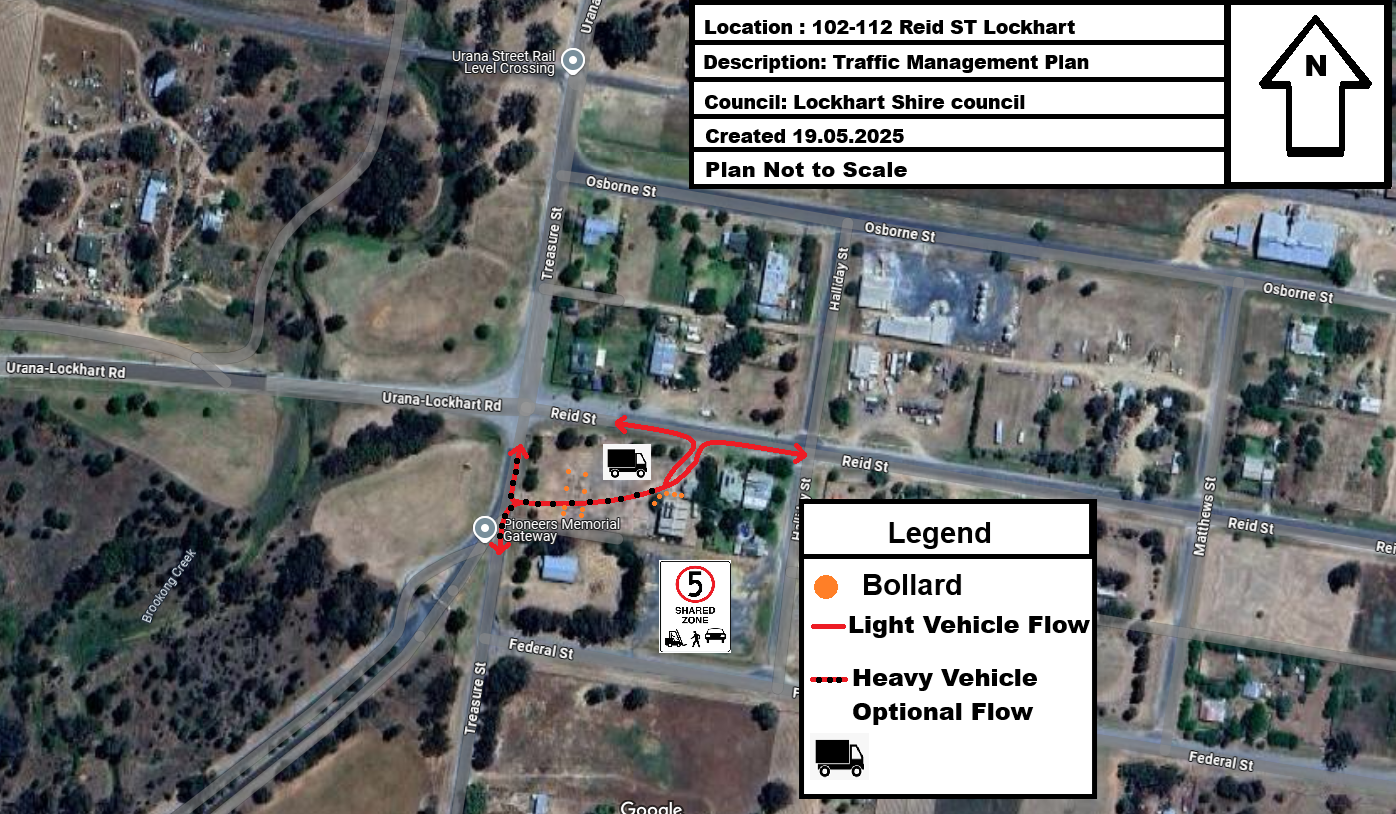 Location : 102-112 Reid ST Lockhart
Description: Traffic Management Plan
Council: Lockhart Shire council
Created 19.05.2025
Plan Not to Scale
N
Urana
Urana Street Rail
Level Crossing
Osborne St
Osborne St
Osborne St
Treasure St
Halliday St
Urana-Lockhart Rd
Urana-Lockhart Rd
Reid St
Reid St
Reid St
Rei
Matthews St
Pioneers Memorial
Gateway
Brookong Creek
5
SHARED
ZONE
Federal St
Treasure St
Federal St
Google
Legend
Bollard
Light Vehicle Flow
Heavy Vehicle
Optional Flow